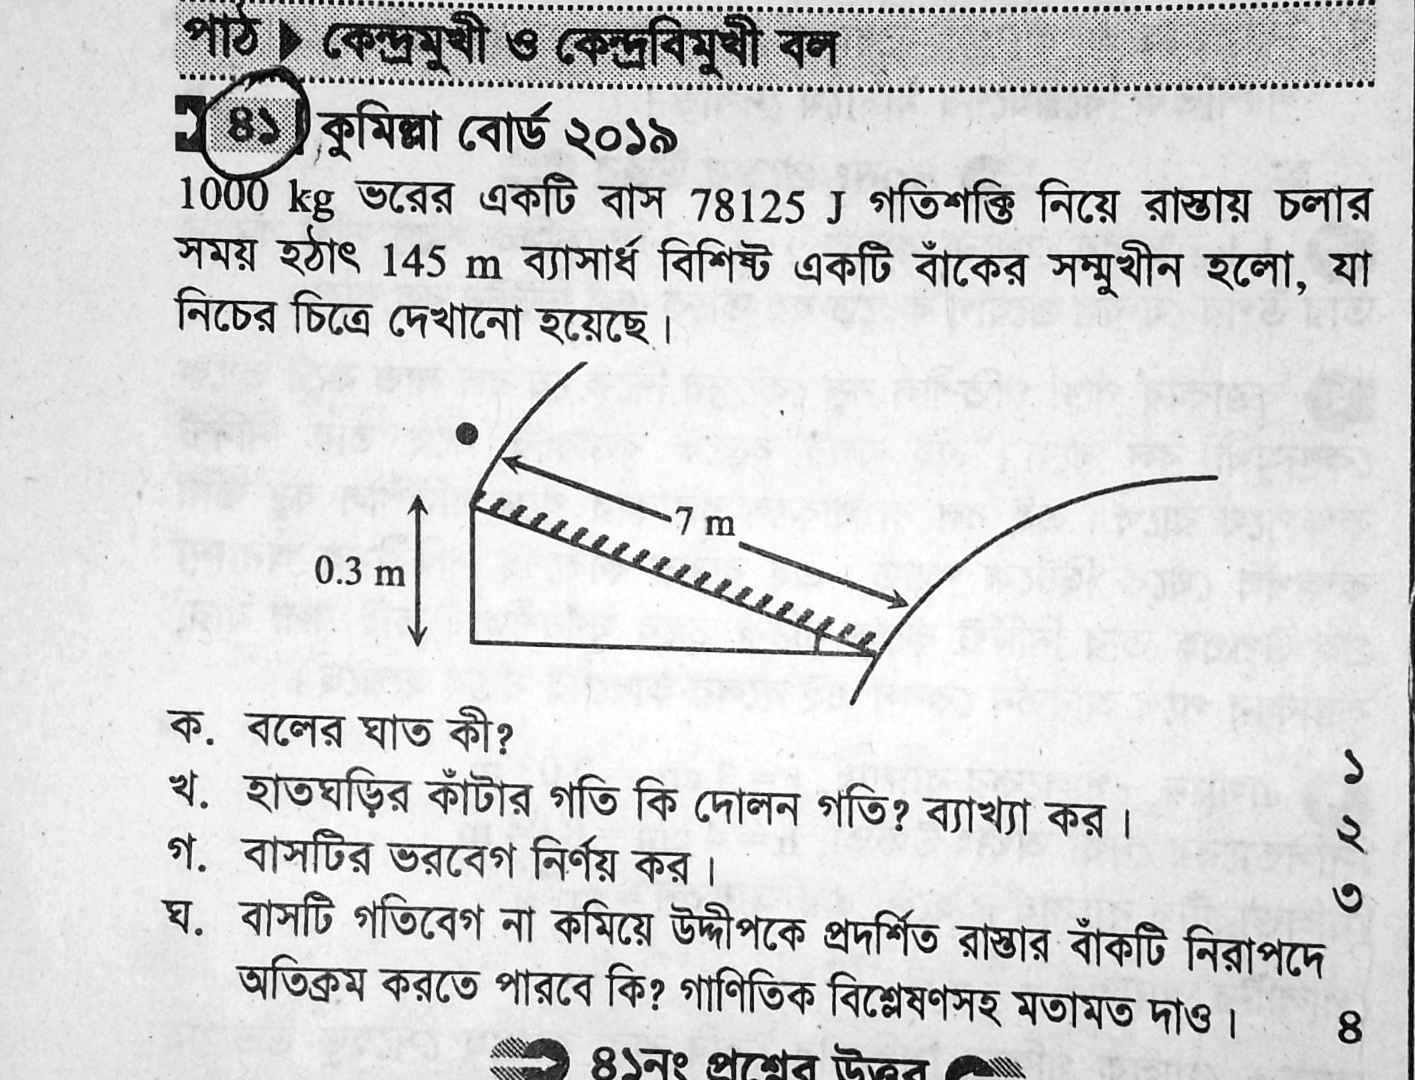 পাঠ ▶ কেন্দ্রমুখী ও কেন্দ্রবিমুখী বল
৪১ কুমিল্লা বোর্ড ২০১৯
1000 kg ভরের একটি বাস 78125 J গতিশক্তি নিয়ে রাস্তায় চলার
সময় হঠাৎ 145 m ব্যাসার্ধ বিশিষ্ট একটি বাঁকের সম্মুখীন হলো, যা
নিচের চিত্রে দেখানো হয়েছে।
7 m
0.3 m
ক. বলের ঘাত কী? ১
খ. হাতঘড়ির কাঁটার গতি কি দোলন গতি? ব্যাখ্যা কর। ২
গ. বাসটির ভরবেগ নির্ণয় কর। ৩
ঘ. বাসটি গতিবেগ না কমিয়ে উদ্দীপকে প্রদর্শিত রাস্তার বাঁকটি নিরাপদে
অতিক্রম করতে পারবে কি? গাণিতিক বিশ্লেষণসহ মতামত দাও। ৪
৪১নং প্রশ্নের উত্তর